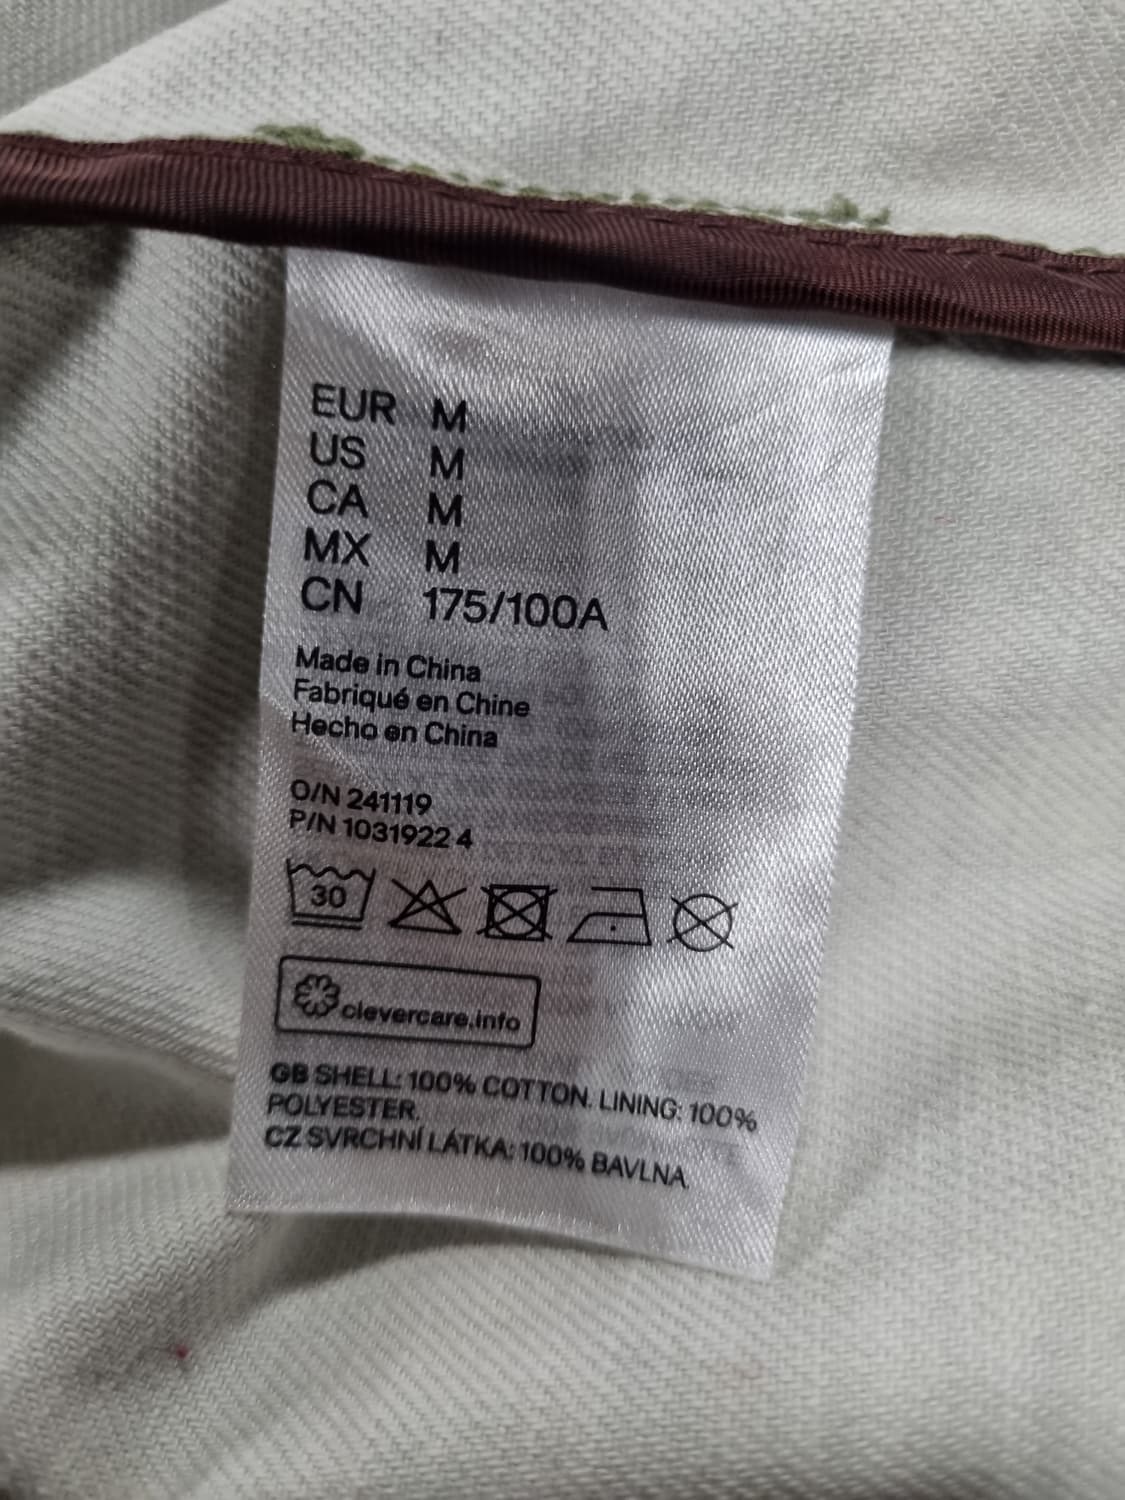 EUR M
US M
CA M
MX M
CN 175/100A
Made in China
Fabriqué en Chine
Hecho en China
O/N 241119
P/N 1031922 4
30
clevercare.info
GB SHELL: 100% COTTON. LINING: 100%
POLYESTER.
CZ SVRCHNÍ LÁTKA: 100% BAVLNA.